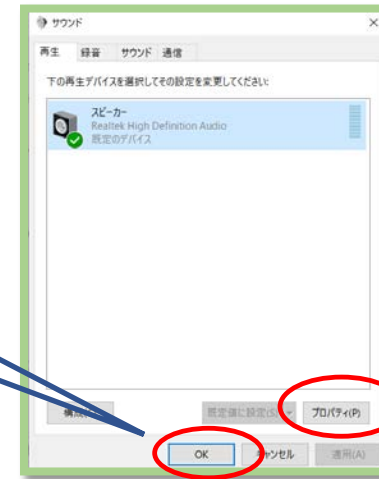 サウンド
再生 録音 サウンド 通信
下の再生デバイスを選択してその設定を変更してください:
スピーカー
Realtek High Definition Audio
既定のデバイス
既定値に設定(S) プロパティ(P)
OK キャンセル 適用(A)